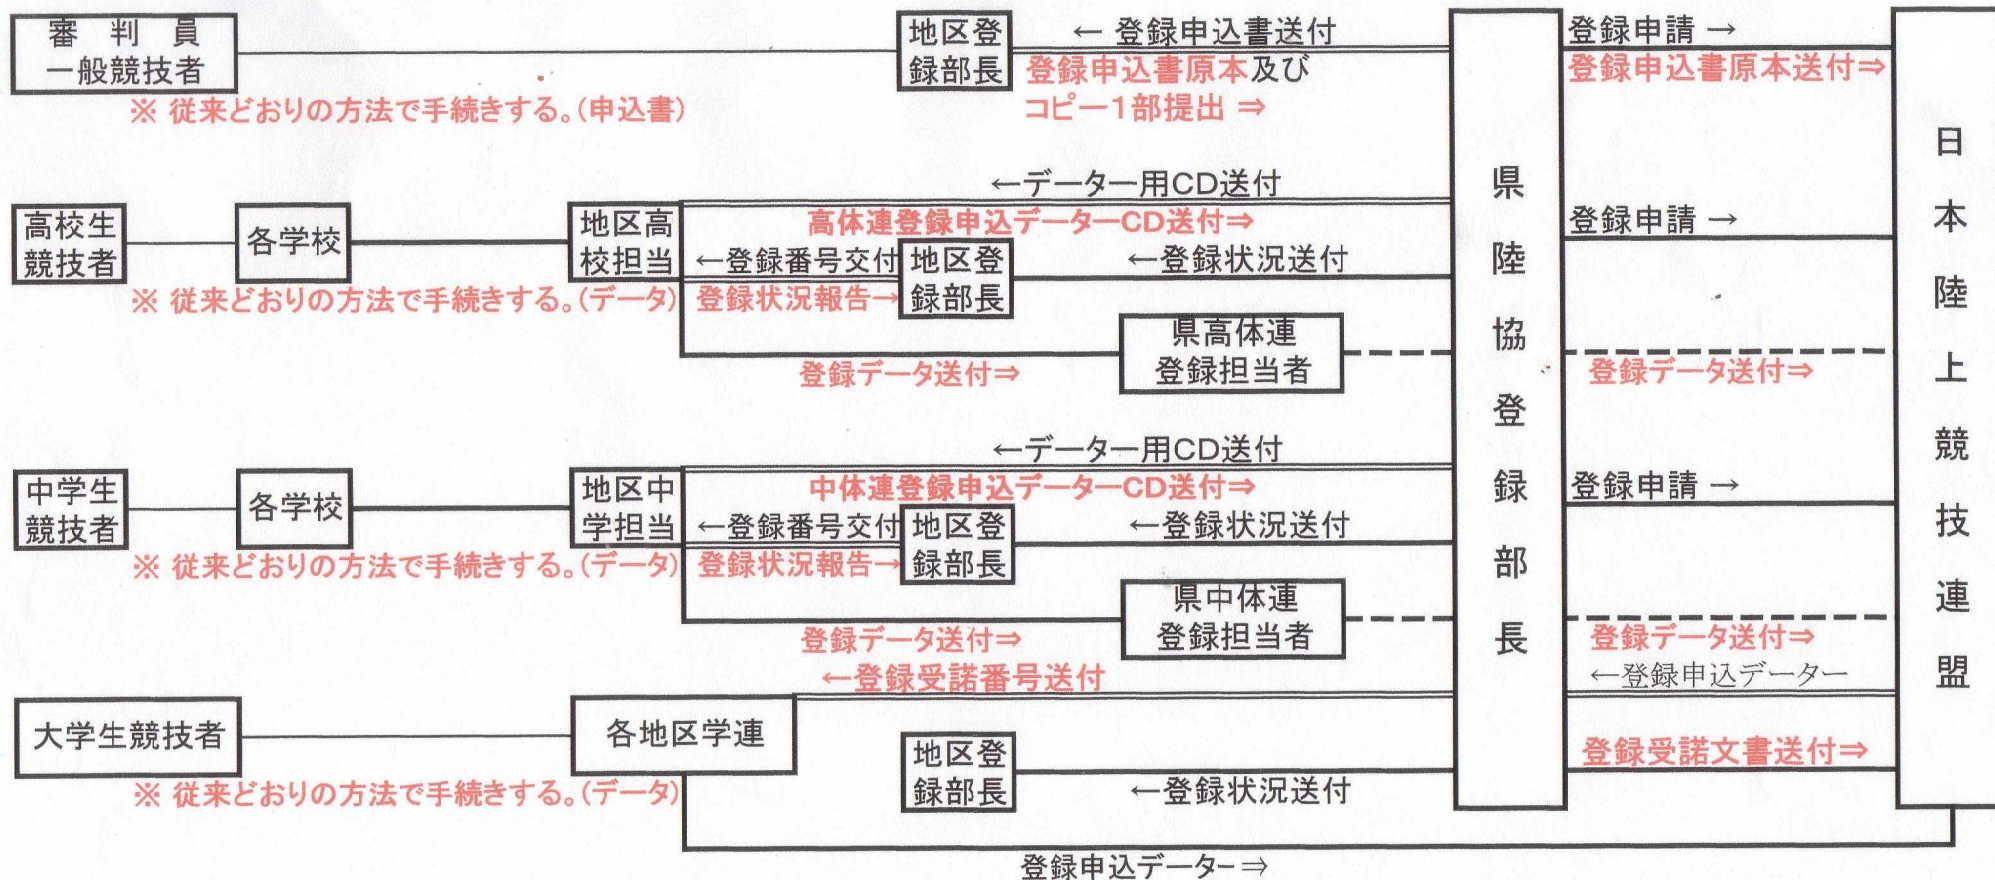 審 判 員
一般競技者
※ 従来どおりの方法で手続きする。(申込書)
地区登
録部長
← 登録申込書送付
登録申込書原本及び
コピー1部提出 ⇒
登録申請 →
登録申込書原本送付⇒
県陸協登録部長
日本陸上競技連盟
高校生
競技者
各学校
※ 従来どおりの方法で手続きする。(データ)
地区高
校担当
←データー用CD送付
高体連登録申込データーCD送付⇒
←登録番号交付
登録状況報告→
地区登
録部長
←登録状況送付
登録申請 →
県高体連
登録担当者
登録データ送付⇒
登録データ送付⇒
中学生
競技者
各学校
※ 従来どおりの方法で手続きする。(データ)
地区中
学担当
←データー用CD送付
中体連登録申込データーCD送付⇒
←登録番号交付
登録状況報告→
地区登
録部長
←登録状況送付
登録申請 →
県中体連
登録担当者
登録データ送付⇒
登録データ送付⇒
←登録受諾番号送付
←登録申込データー
大学生競技者
※ 従来どおりの方法で手続きする。(データ)
各地区学連
地区登
録部長
←登録状況送付
登録受諾文書送付⇒
登録申込データー⇒